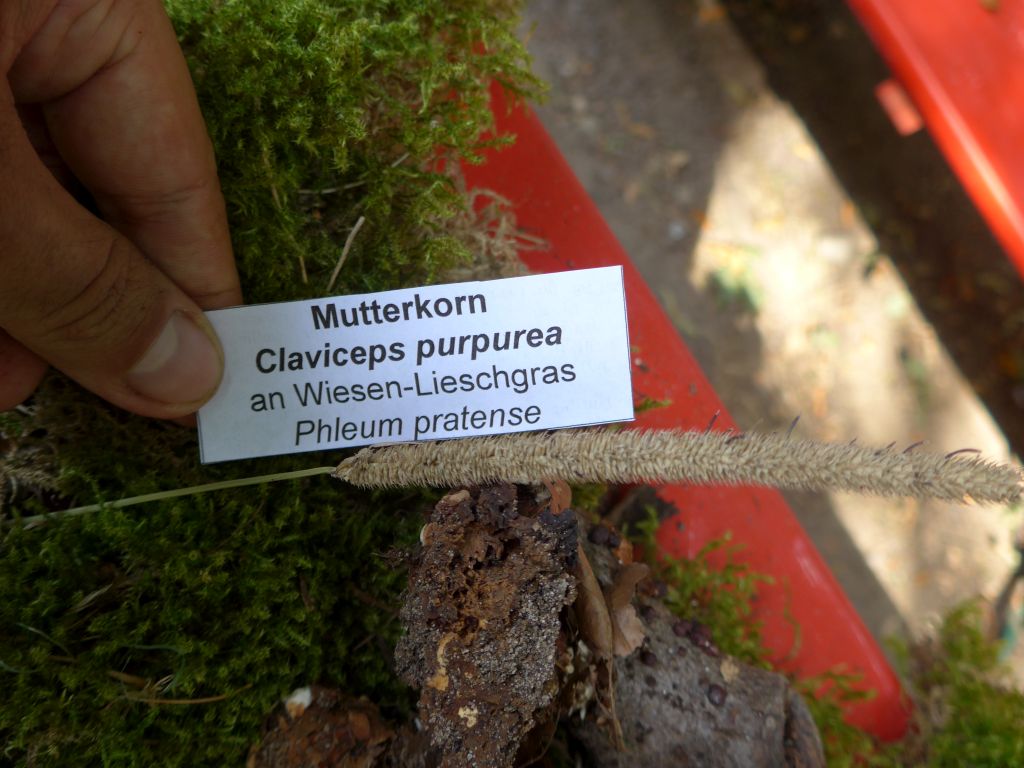 Mutterkorn
Claviceps purpurea
an Wiesen-Lieschgras
Phleum pratense